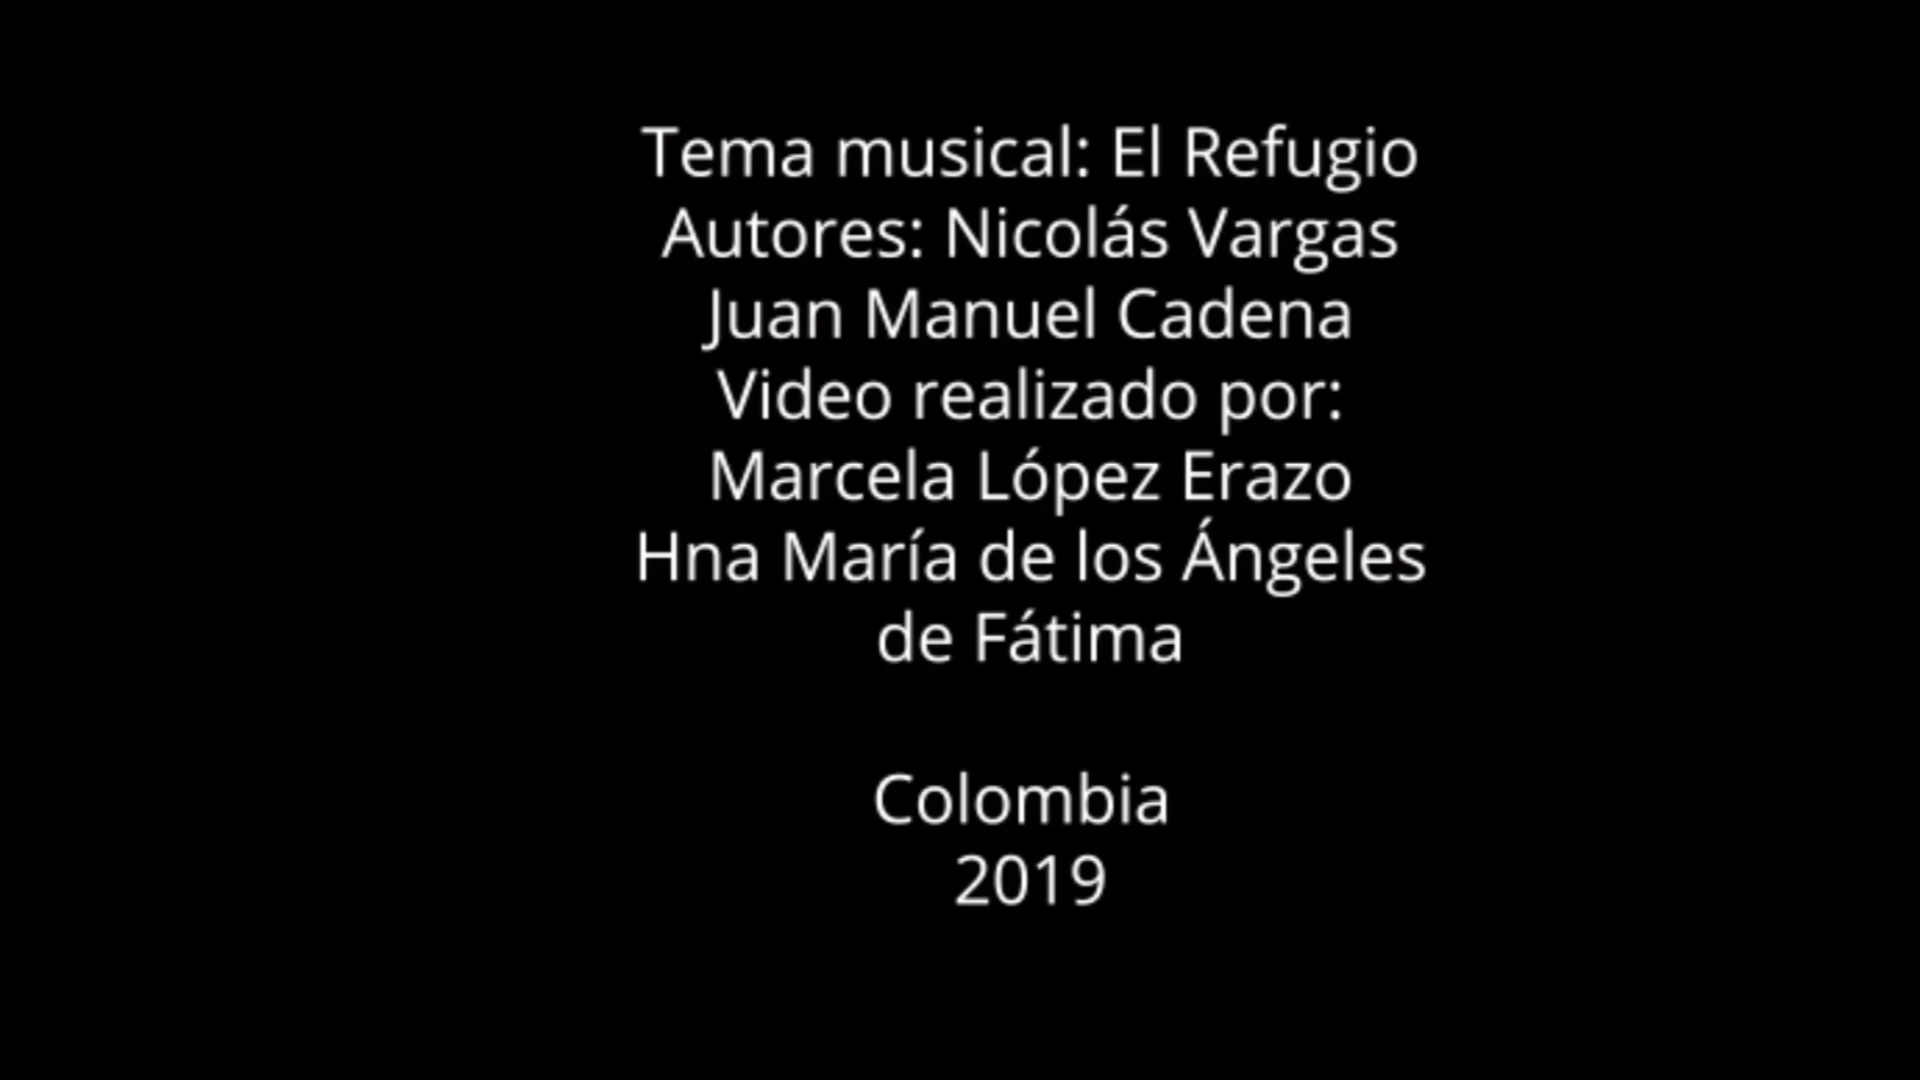 Tema musical: El Refugio
Autores: Nicolás Vargas
Juan Manuel Cadena
Video realizado por:
Marcela López Erazo
Hna María de los Ángeles
de Fátima
Colombia
2019